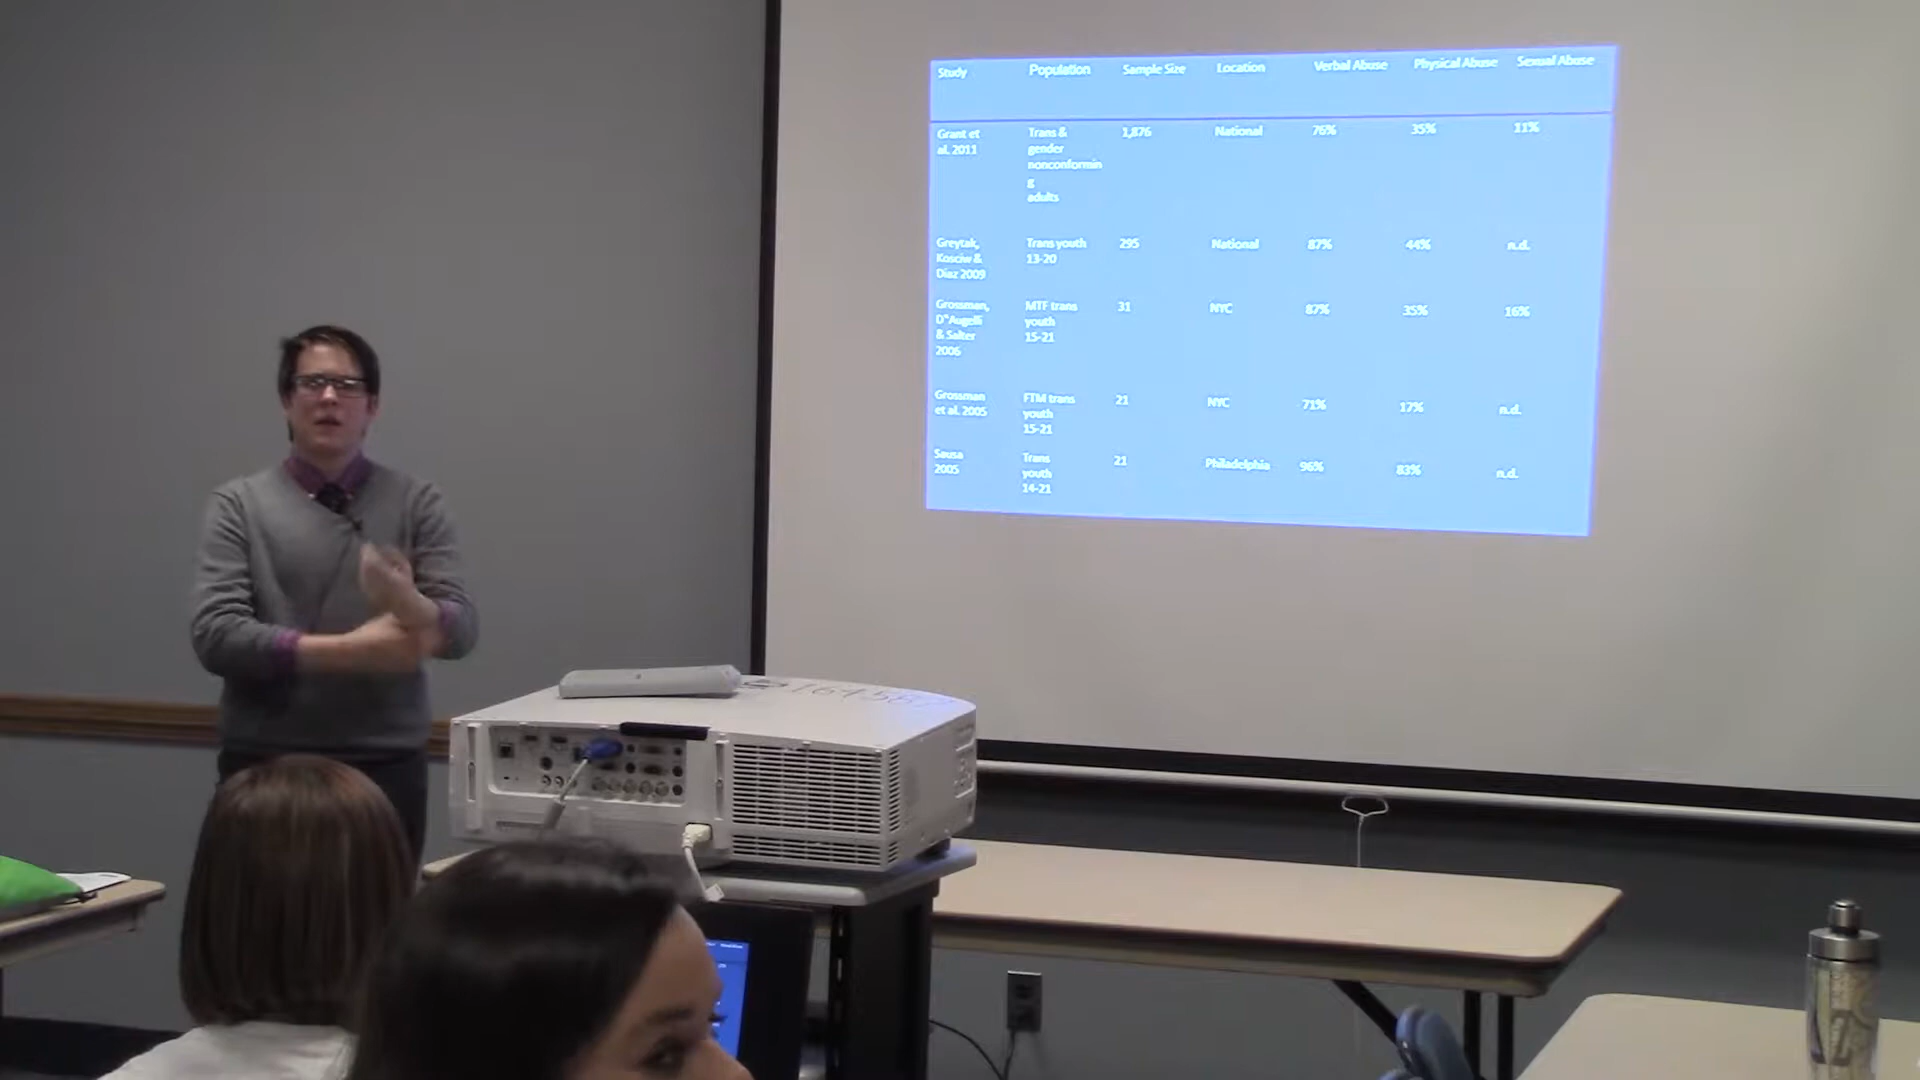 Study Population Sample Size Location Verbal Abuse Physical Abuse Sexual Abuse
Grant et Trans & 1,876 National 76% 35% 11%
al. 2011 gender
nonconformin
g
adults
Greytak, Trans youth 295 National 87% 44% n.d.
Kosciw & 13-20
Diaz 2009
Grossman, MTF trans 31 NYC 87% 35% 16%
D"Augelli youth
& Salter 15-21
2006
Grossman FTM trans 21 NYC 71% 17% n.d.
et al. 2005 youth
15-21
Sausa Trans 21 Philadelphia 96% 83% n.d.
2005 youth
14-21